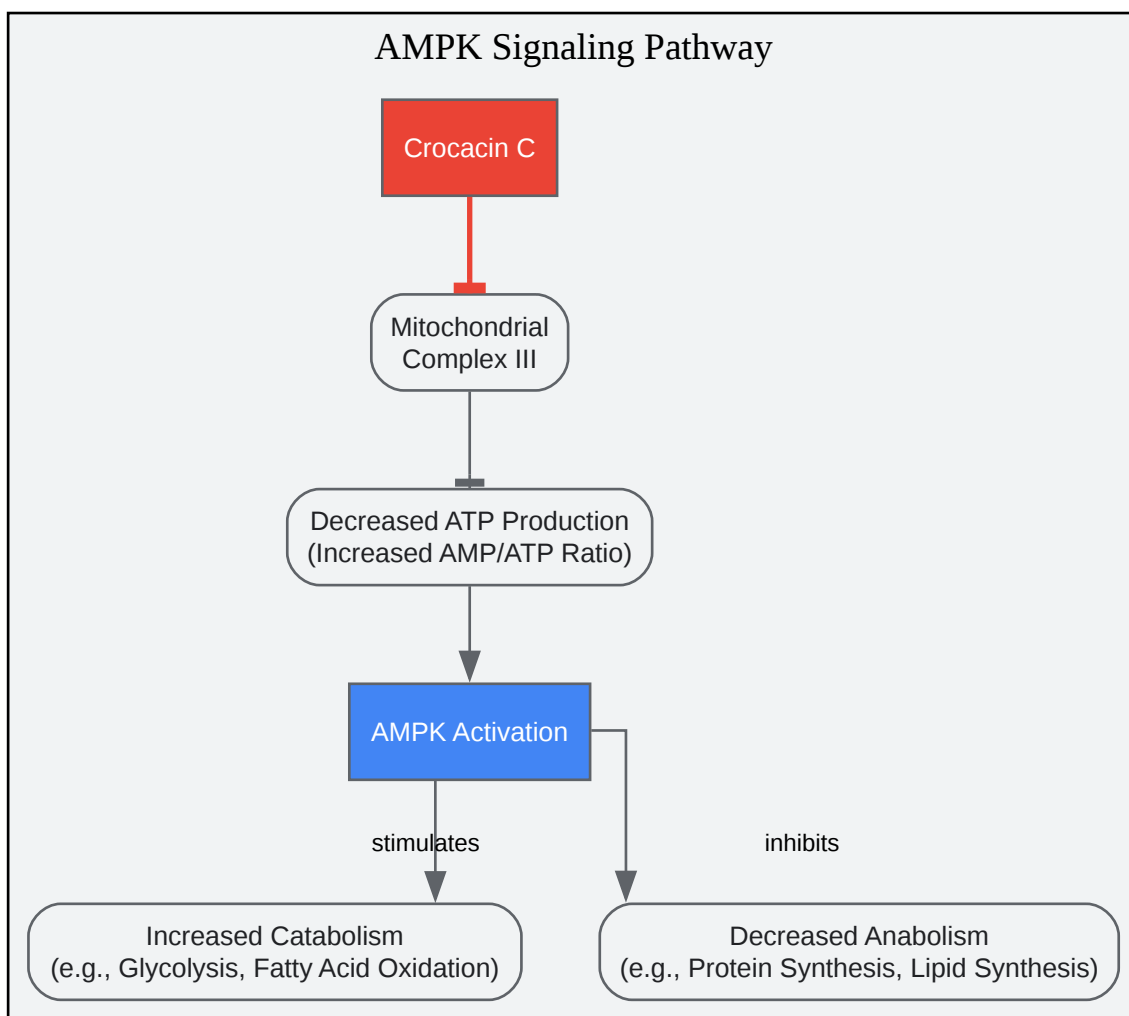 AMPK Signaling Pathway
Crocacin C
Mitochondrial
Complex III
Decreased ATP Production
(Increased AMP/ATP Ratio)
AMPK Activation
stimulates
inhibits
Increased Catabolism
(e.g., Glycolysis, Fatty Acid Oxidation)
Decreased Anabolism
(e.g., Protein Synthesis, Lipid Synthesis)